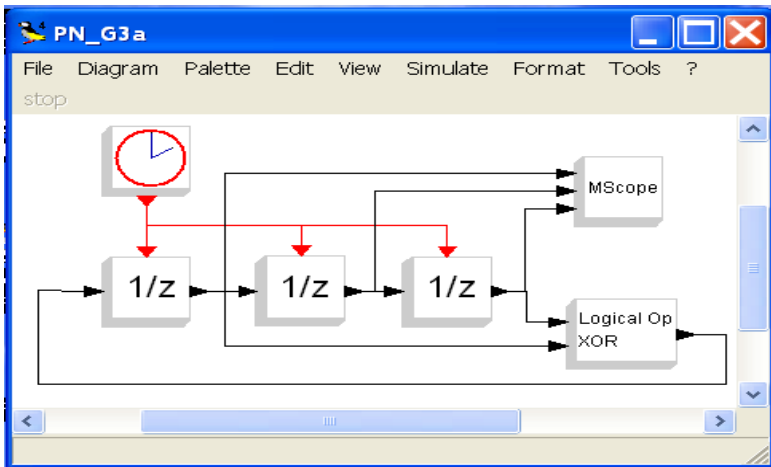 PN_G3a
File Diagram Palette Edit View Simulate Format Tools ?
stop
MScope
1/z 1/z 1/z
Logical Op
XOR